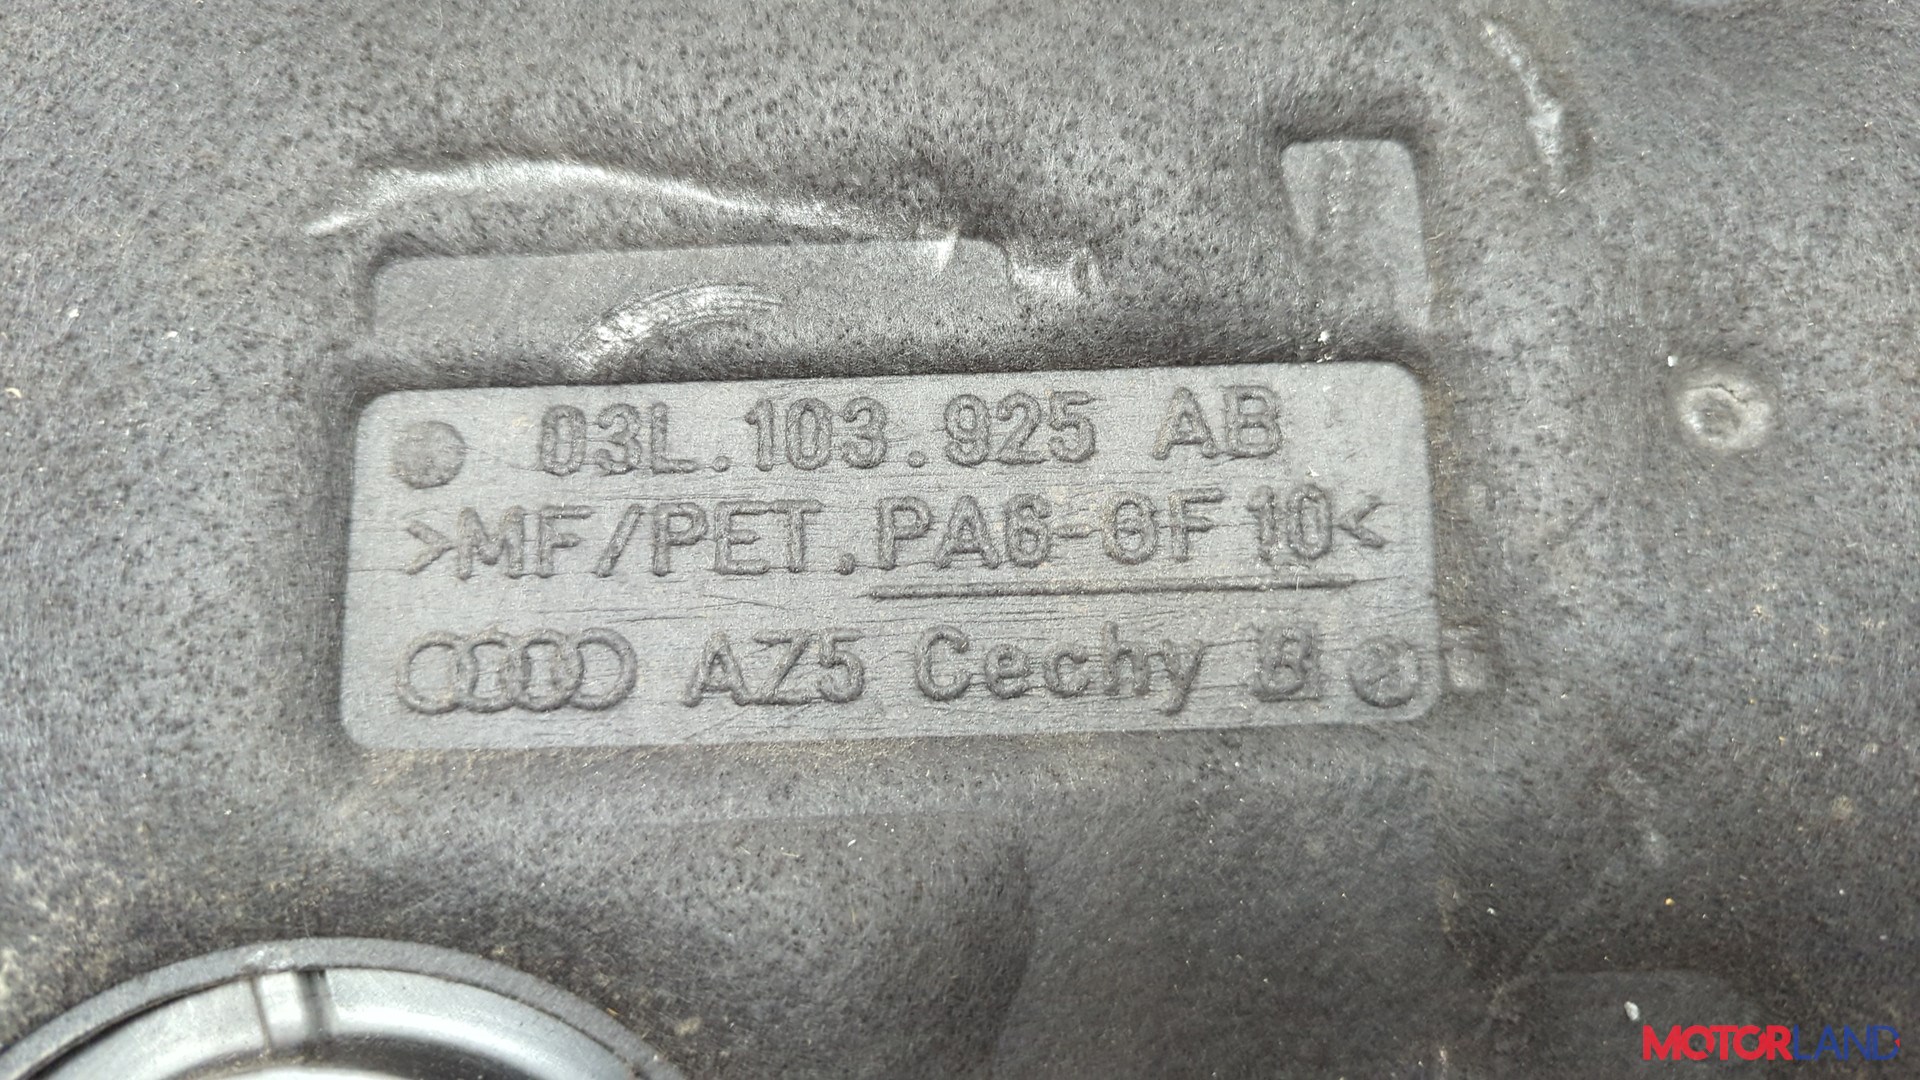 03L.103.925 AB
>MF/PET.PA6-GF10<
AZ5 Cechy
MOTORLAND